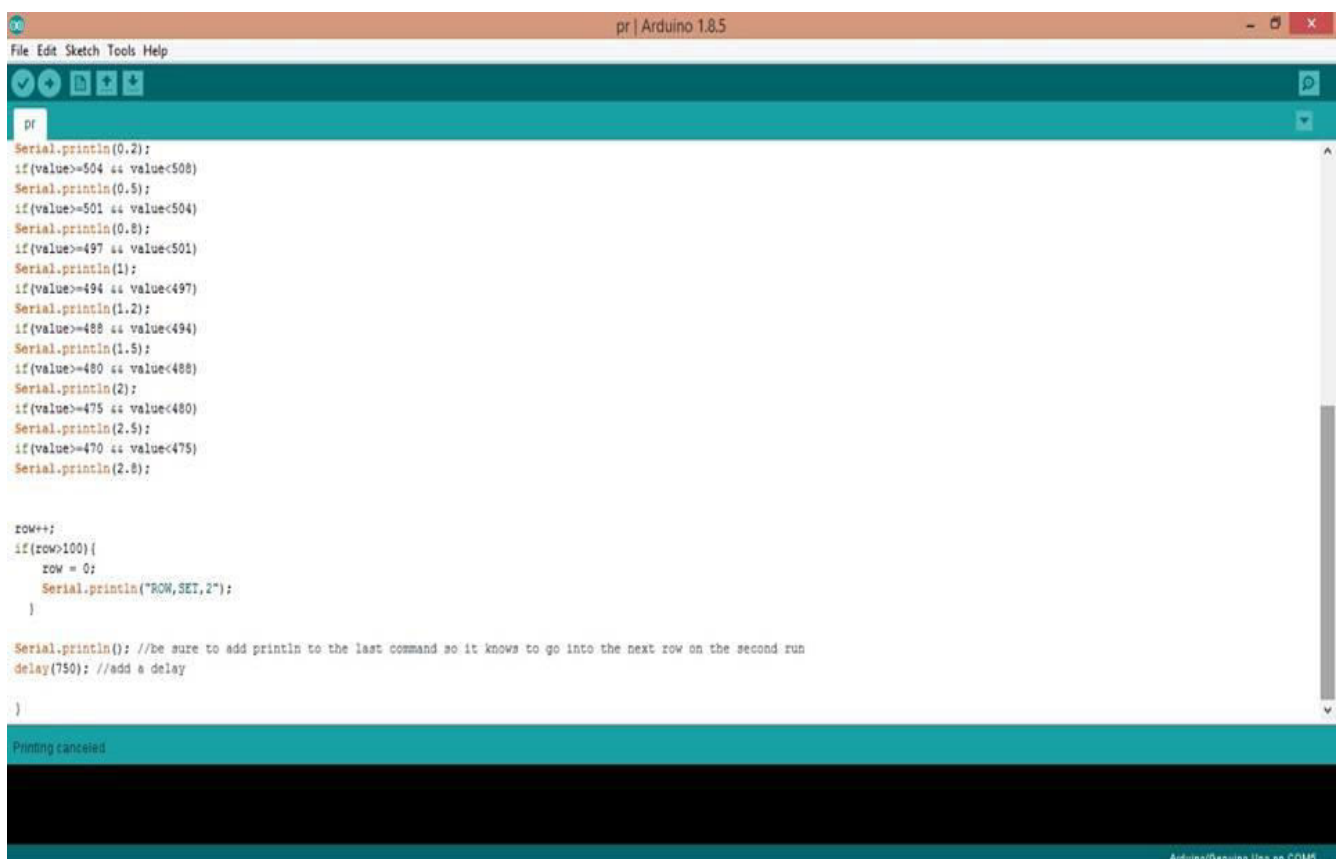 pr | Arduino 1.8.5
File Edit Sketch Tools Help
pr
Serial.println(0.2);
if(value>=504 && value<508)
Serial.println(0.5);
if(value>=501 && value<504)
Serial.println(0.8);
if(value>=497 && value<501)
Serial.println(1);
if(value>=494 && value<497)
Serial.println(1.2);
if(value>=488 && value<494)
Serial.println(1.5);
if(value>=480 && value<488)
Serial.println(2);
if(value>=475 && value<480)
Serial.println(2.5);
if(value>=470 && value<475)
Serial.println(2.8);
row++;
if(row>100){
row = 0;
Serial.println("ROW,SET,2");
}
Serial.println(); //be sure to add println to the last command so it knows to go into the next row on the second run
delay(750); //add a delay
}
Printing canceled
Arduino/Genuino Uno on COM5